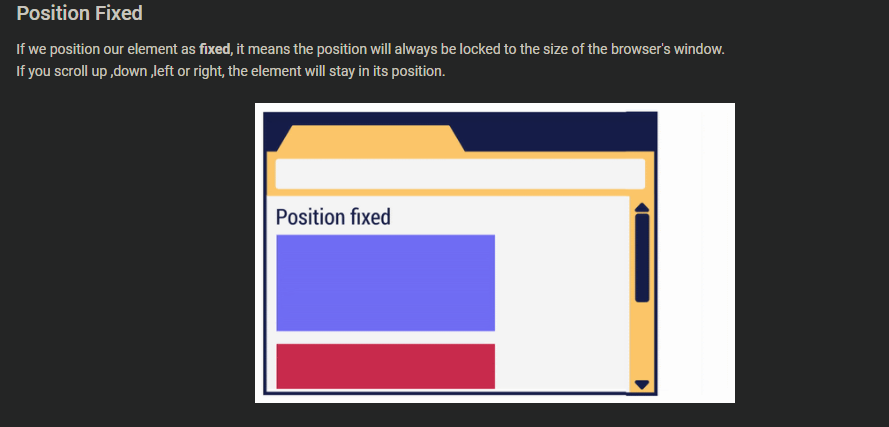 Position Fixed
If we position our element as fixed, it means the position will always be locked to the size of the browser's window.
If you scroll up ,down ,left or right, the element will stay in its position.
Position fixed